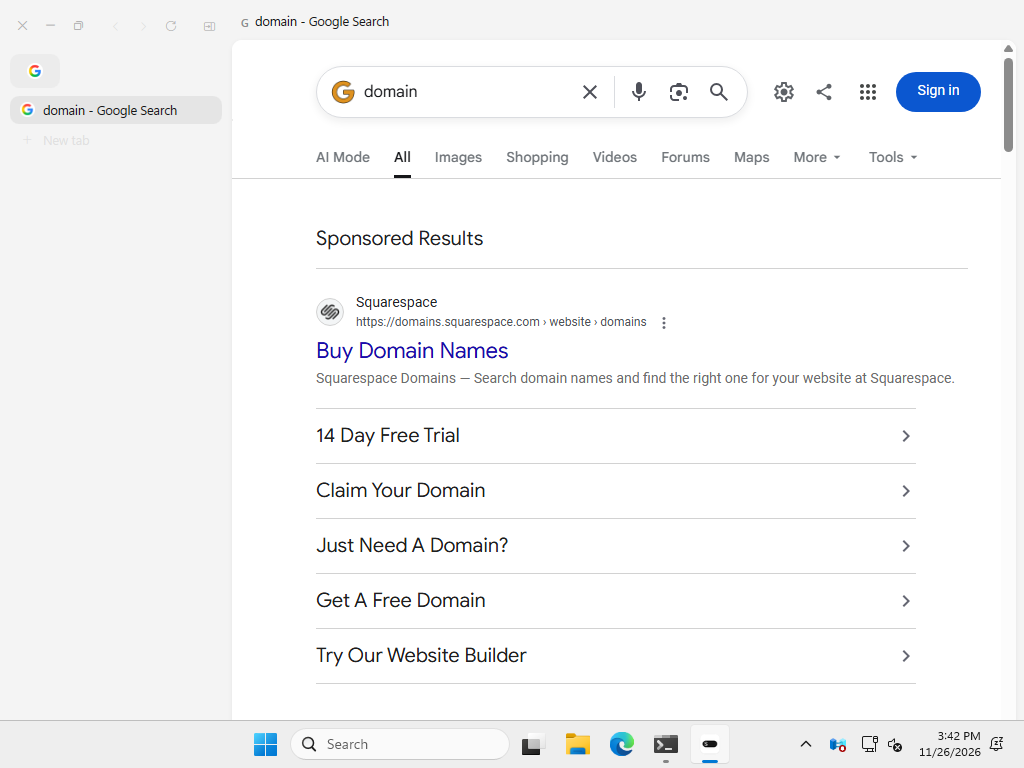 domain - Google Search
domain - Google Search
New tab
domain
Sign in
AI Mode All Images Shopping Videos Forums Maps More Tools
Sponsored Results
Squarespace
https://domains.squarespace.com › website › domains
Buy Domain Names
Squarespace Domains — Search domain names and find the right one for your website at Squarespace.
14 Day Free Trial
Claim Your Domain
Just Need A Domain?
Get A Free Domain
Try Our Website Builder
Search
3:42 PM
11/26/2026